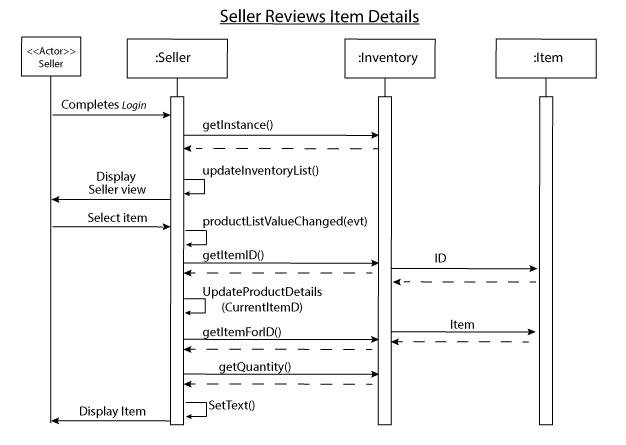 Seller Reviews Item Details
<<Actor>>
Seller
:Seller
:Inventory
:Item
Completes Login
getInstance()
updateInventoryList()
Display
Seller view
Select item
productListValueChanged(evt)
getItemID()
ID
UpdateProductDetails
(CurrentItemD)
getItemForID()
Item
getQuantity()
SetText()
Display Item